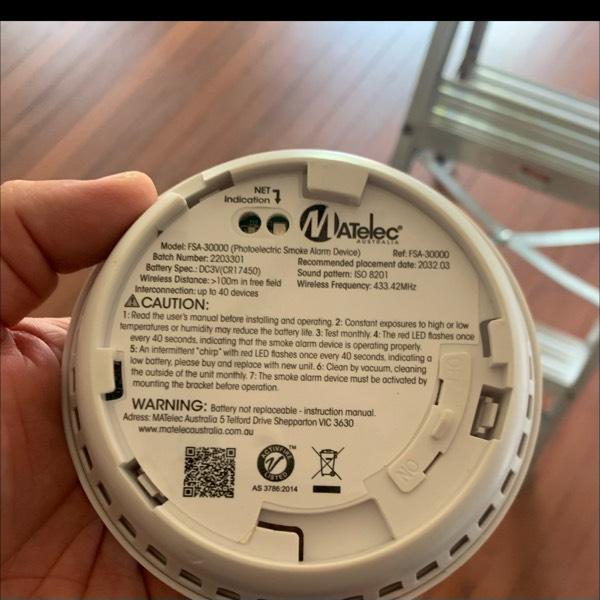 NET
Indication
MATelec®
AUSTRALIA
Model: FSA-30000 (Photoelectric Smoke Alarm Device) Ref: FSA-30000
Batch Number: 2203301 Recommended placement date: 2032.03
Battery Spec.: DC3V(CR17450) Sound pattern: ISO 8201
Wireless Distance: >100m in free field Wireless Frequency: 433.42MHz
Interconnection: up to 40 devices
CAUTION:
1: Read the user's manual before installing and operating. 2: Constant exposures to high or low
temperatures or humidity may reduce the battery life. 3: Test monthly. 4: The red LED flashes once
every 40 seconds, indicating that the smoke alarm device is operating properly.
5: An intermittent "chirp" with red LED flashes once every 40 seconds, indicating a
low battery, please buy and replace with new unit. 6: Clean by vacuum, cleaning
the outside of the unit monthly. 7: The smoke alarm device must be activated by
mounting the bracket before operation.
WARNING: Battery not replaceable - instruction manual.
Adress: MATelec Australia 5 Telford Drive Shepparton VIC 3630
www.matelecaustralia.com.au
ACTIVFIRE
LISTED
TM
AS 3786:2014
ON